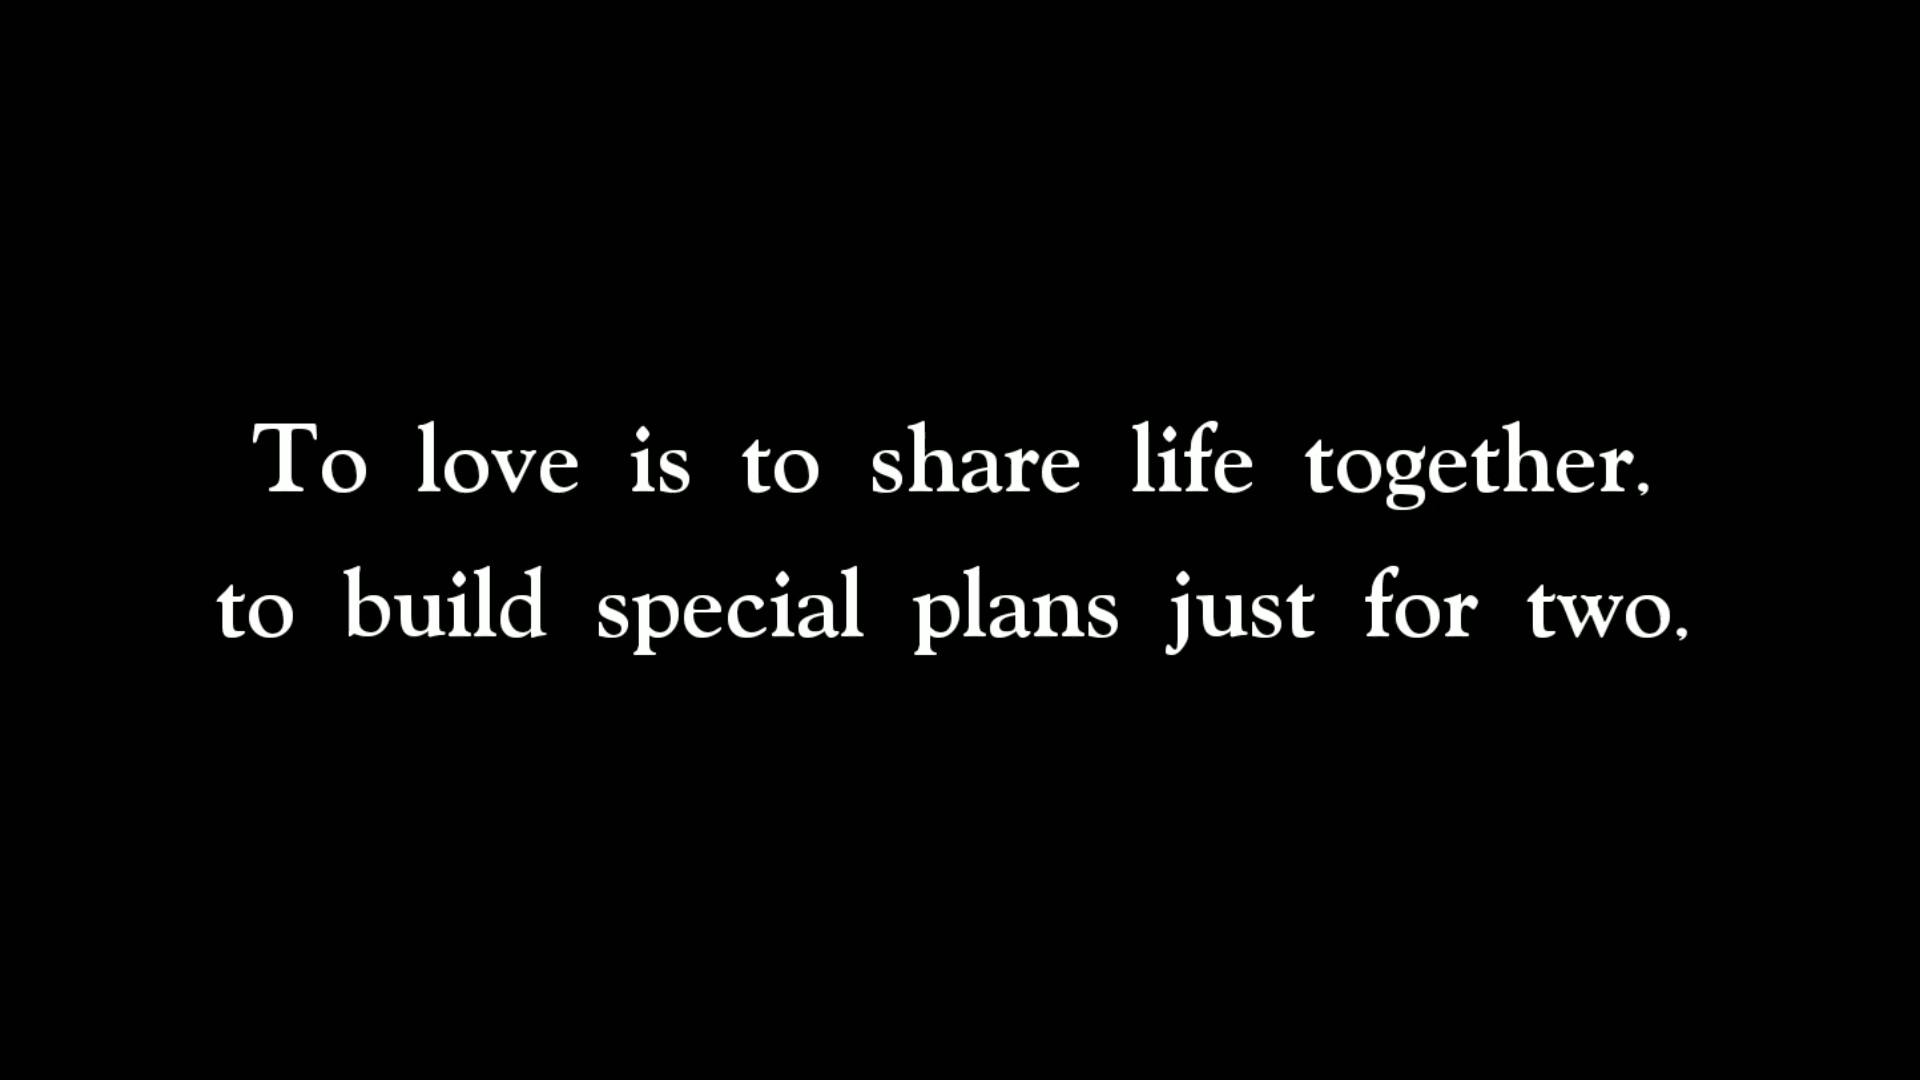 To love is to share life together,
to build special plans just for two,